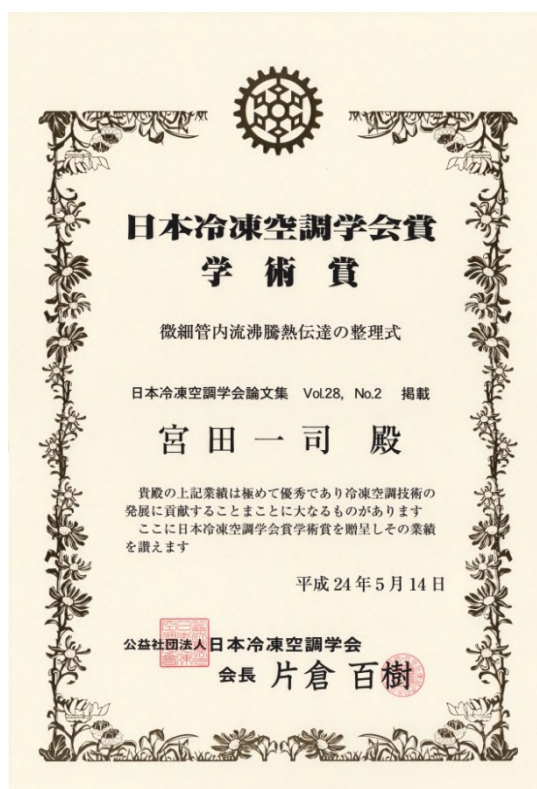 日本冷凍空調学会賞
学術賞
微細管内流沸騰熱伝達の整理式
日本冷凍空調学会論文集 Vol.28, No.2 掲載
宮田一司 殿
貴殿の上記業績は極めて優秀であり冷凍空調技術の
発展に貢献することまことに大なるものがあります
ここに日本冷凍空調学会賞学術賞を贈呈しその業績
を讃えます
平成24年5月14日
公益社団法人日本冷凍空調学会
会長 片倉 百樹